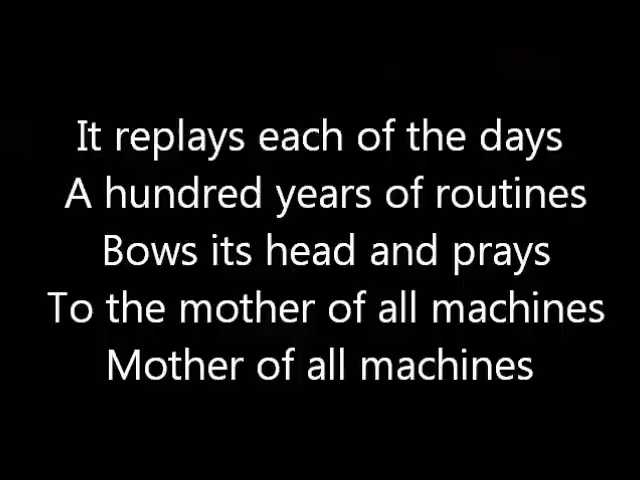 It replays each of the days
A hundred years of routines
Bows its head and prays
To the mother of all machines
Mother of all machines